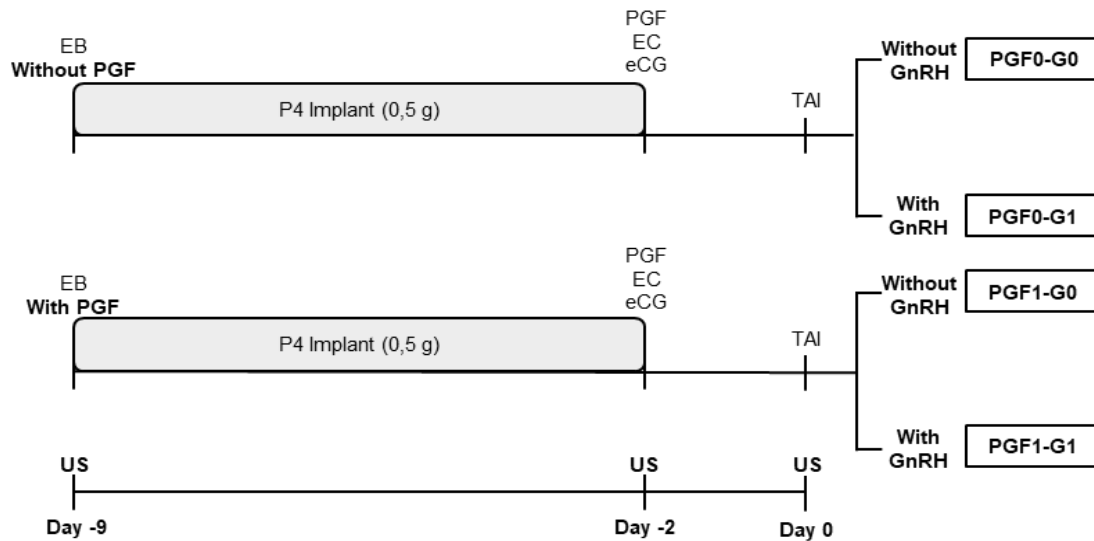 PGF
EC
eCG
EB
Without PGF
P4 Implant (0,5 g)
TAI
Without
GnRH
PGF0-G0
With
GnRH
PGF0-G1
PGF
EC
eCG
EB
With PGF
P4 Implant (0,5 g)
TAI
Without
GnRH
PGF1-G0
With
GnRH
PGF1-G1
US
US
US
Day -9
Day -2
Day 0